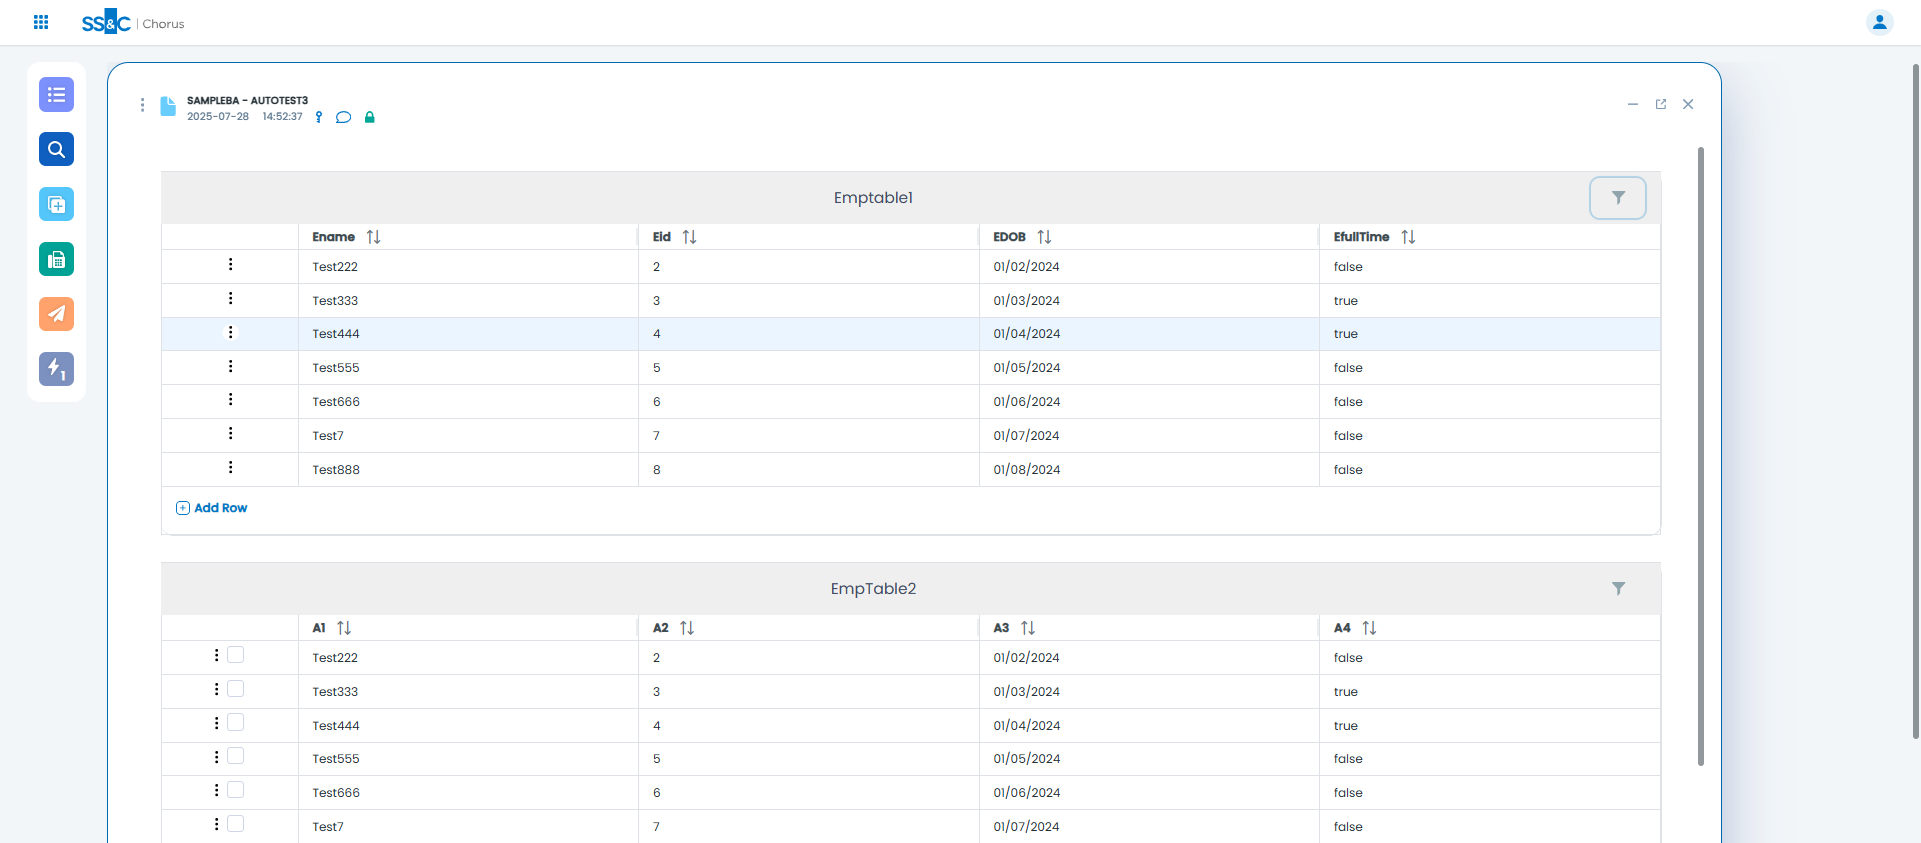 SS&C | Chorus
SAMPLEBA - AUTOTEST3
2025-07-28 14:52:37
Emptable1
Ename Eid EDOB EfullTime
Test222 2 01/02/2024 false
Test333 3 01/03/2024 true
Test444 4 01/04/2024 true
Test555 5 01/05/2024 false
Test666 6 01/06/2024 false
Test7 7 01/07/2024 false
Test888 8 01/08/2024 false
Add Row
1
EmpTable2
A1 A2 A3 A4
Test222 2 01/02/2024 false
Test333 3 01/03/2024 true
Test444 4 01/04/2024 true
Test555 5 01/05/2024 false
Test666 6 01/06/2024 false
Test7 7 01/07/2024 false